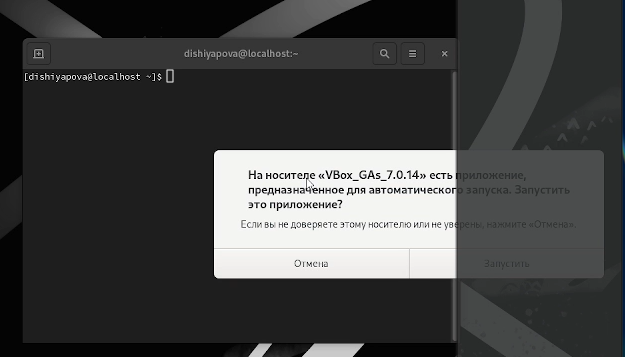 dishiyapova@localhost:~
[dishiyapova@localhost ~]$
На носителе «VBox_GAs_7.0.14» есть приложение,
предназначенное для автоматического запуска. Запустить
это приложение?
Если вы не доверяете этому носителю или не уверены, нажмите «Отмена».
Отмена
Запустить